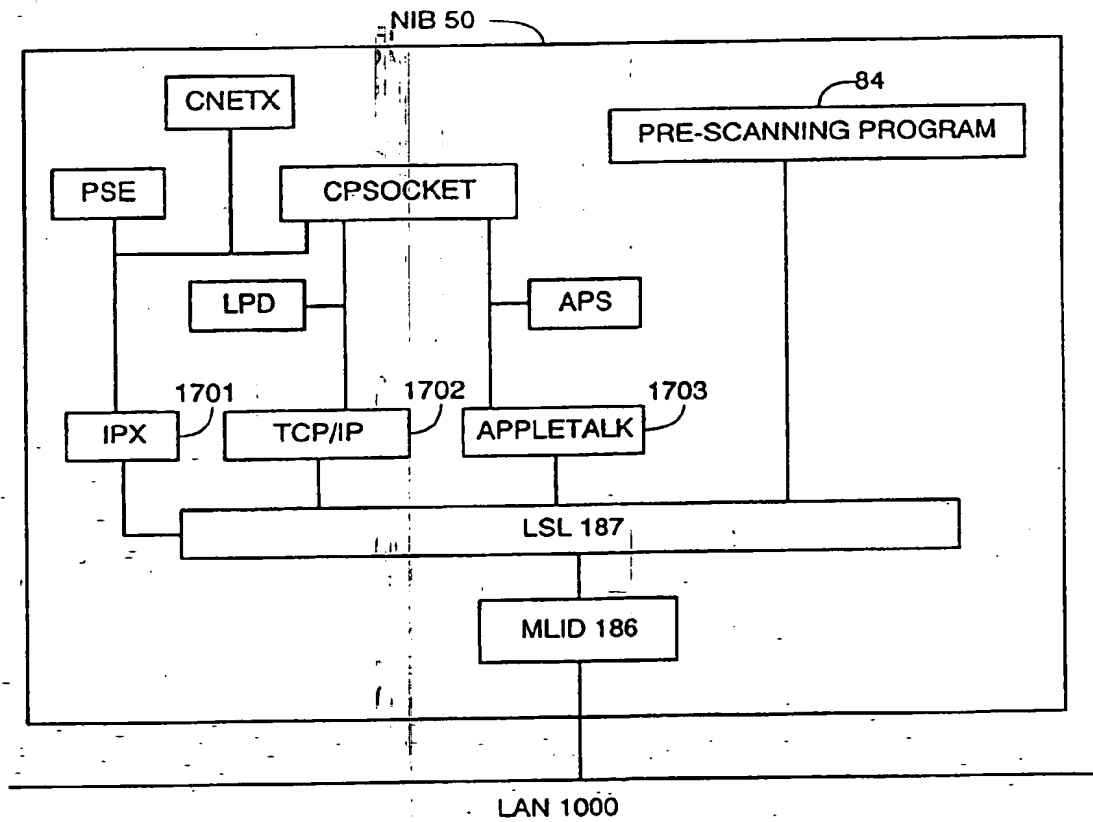 NIB 50
CNETX
84
PRE-SCANNING PROGRAM
PSE
CPSOCKET
LPD
APS
1701
1702
1703
IPX
TCP/IP
APPLETALK
LSL 187
MLID 186
LAN 1000